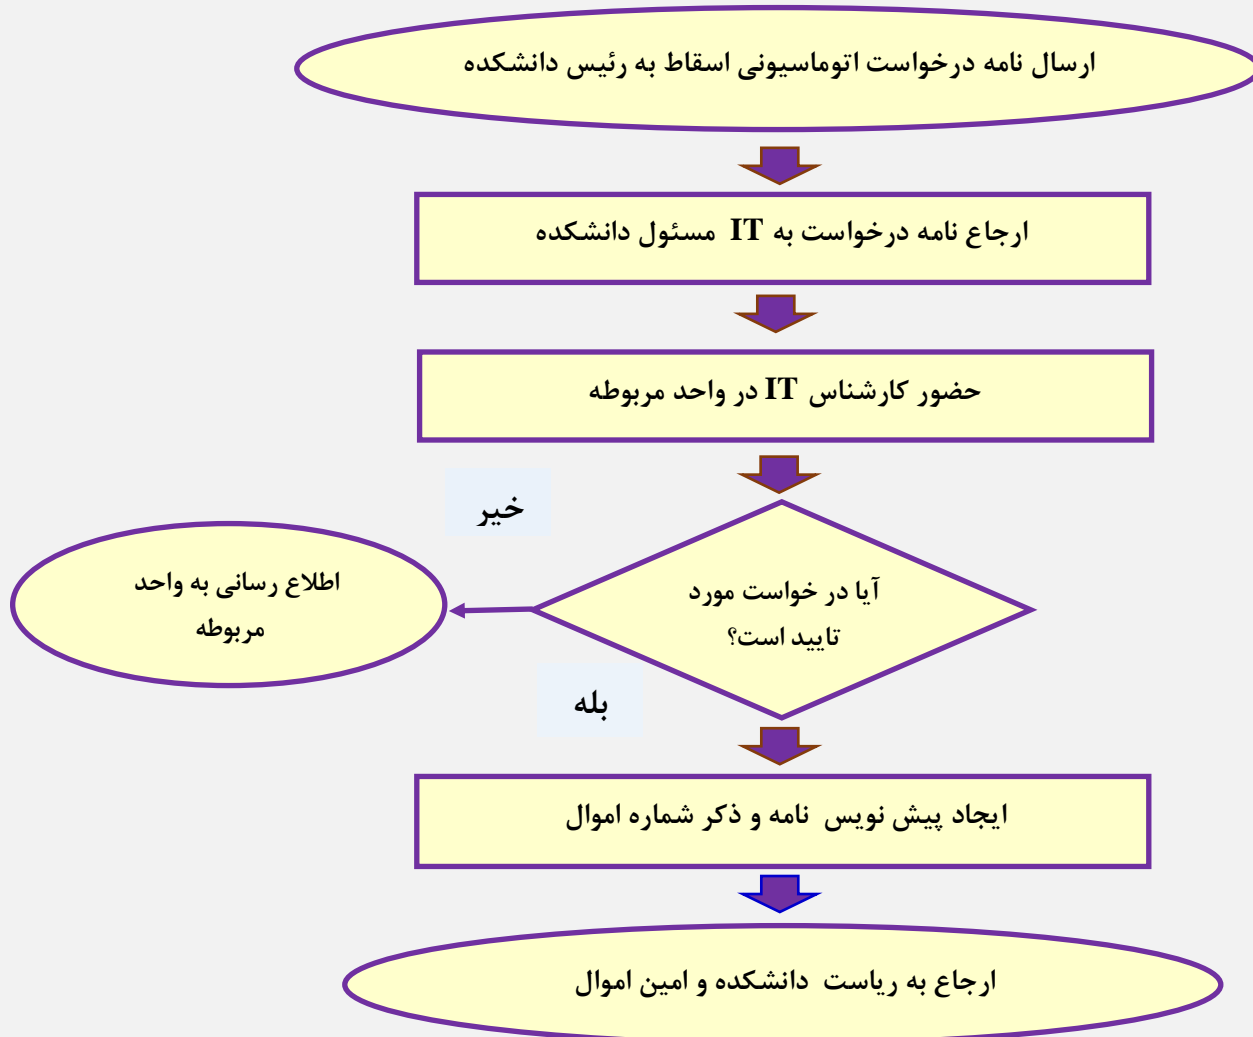 ارسال نامه درخواست اتوماسیونی اسقاط به رئیس دانشکده
ارجاع نامه درخواست به IT مسئول دانشکده
حضور کارشناس IT در واحد مربوطه
خیر
آیا در خواست مورد
تایید است؟
اطلاع رسانی به واحد
مربوطه
بله
ایجاد پیش نویس نامه و ذکر شماره اموال
ارجاع به ریاست دانشکده و امین اموال